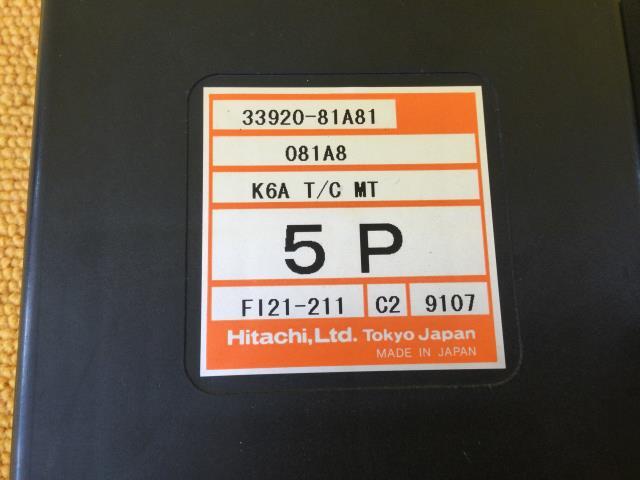 33920-81A81
081A8
K6A T/C MT
5 P
FI21-211 C2 9107
Hitachi,Ltd. Tokyo Japan
MADE IN JAPAN